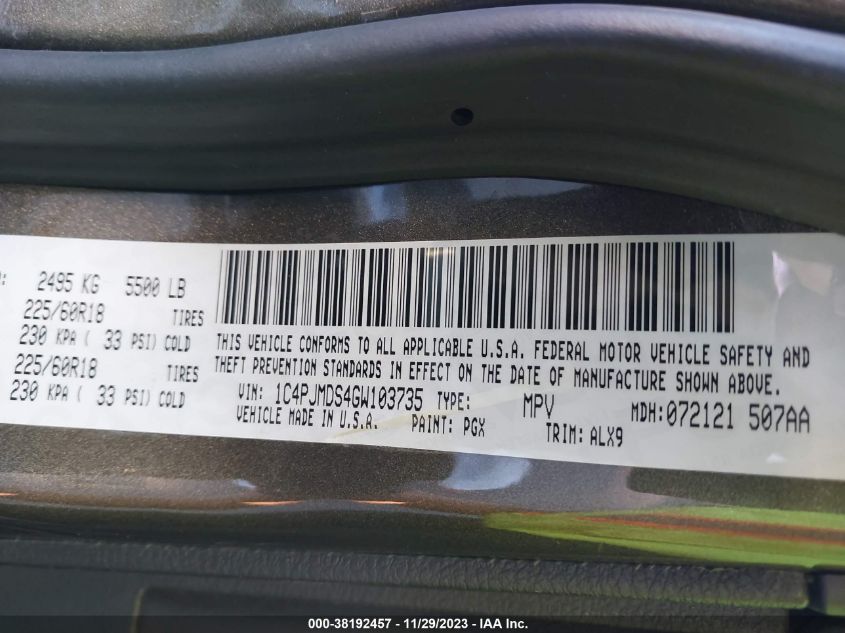 R: 2495 KG 5500 LB
225/60R18 TIRES
230 KPA ( 33 PSI) COLD
225/60R18 TIRES
230 KPA ( 33 PSI) COLD
THIS VEHICLE CONFORMS TO ALL APPLICABLE U.S.A. FEDERAL MOTOR VEHICLE SAFETY AND
THEFT PREVENTION STANDARDS IN EFFECT ON THE DATE OF MANUFACTURE SHOWN ABOVE.
VIN: 1C4PJMDS4GW103735 TYPE: MPV MDH:072121 507AA
VEHICLE MADE IN U.S.A. PAINT: PGX TRIM: ALX9
000-38192457 - 11/29/2023 - IAA Inc.